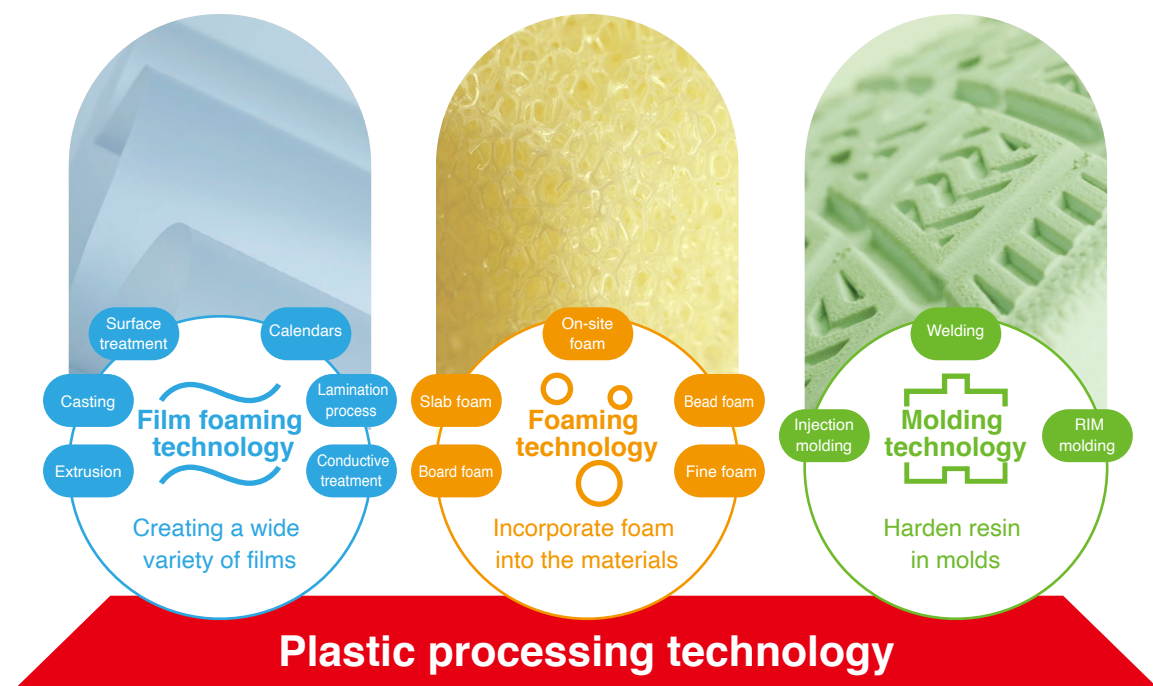 Surface
treatment
Calendars
Casting
Lamination
process
Film foaming
technology
Extrusion
Conductive
treatment
Creating a wide
variety of films
On-site
foam
Slab foam
Bead foam
Foaming
technology
Board foam
Fine foam
Incorporate foam
into the materials
Welding
Injection
molding
RIM
molding
Molding
technology
Harden resin
in molds
Plastic processing technology